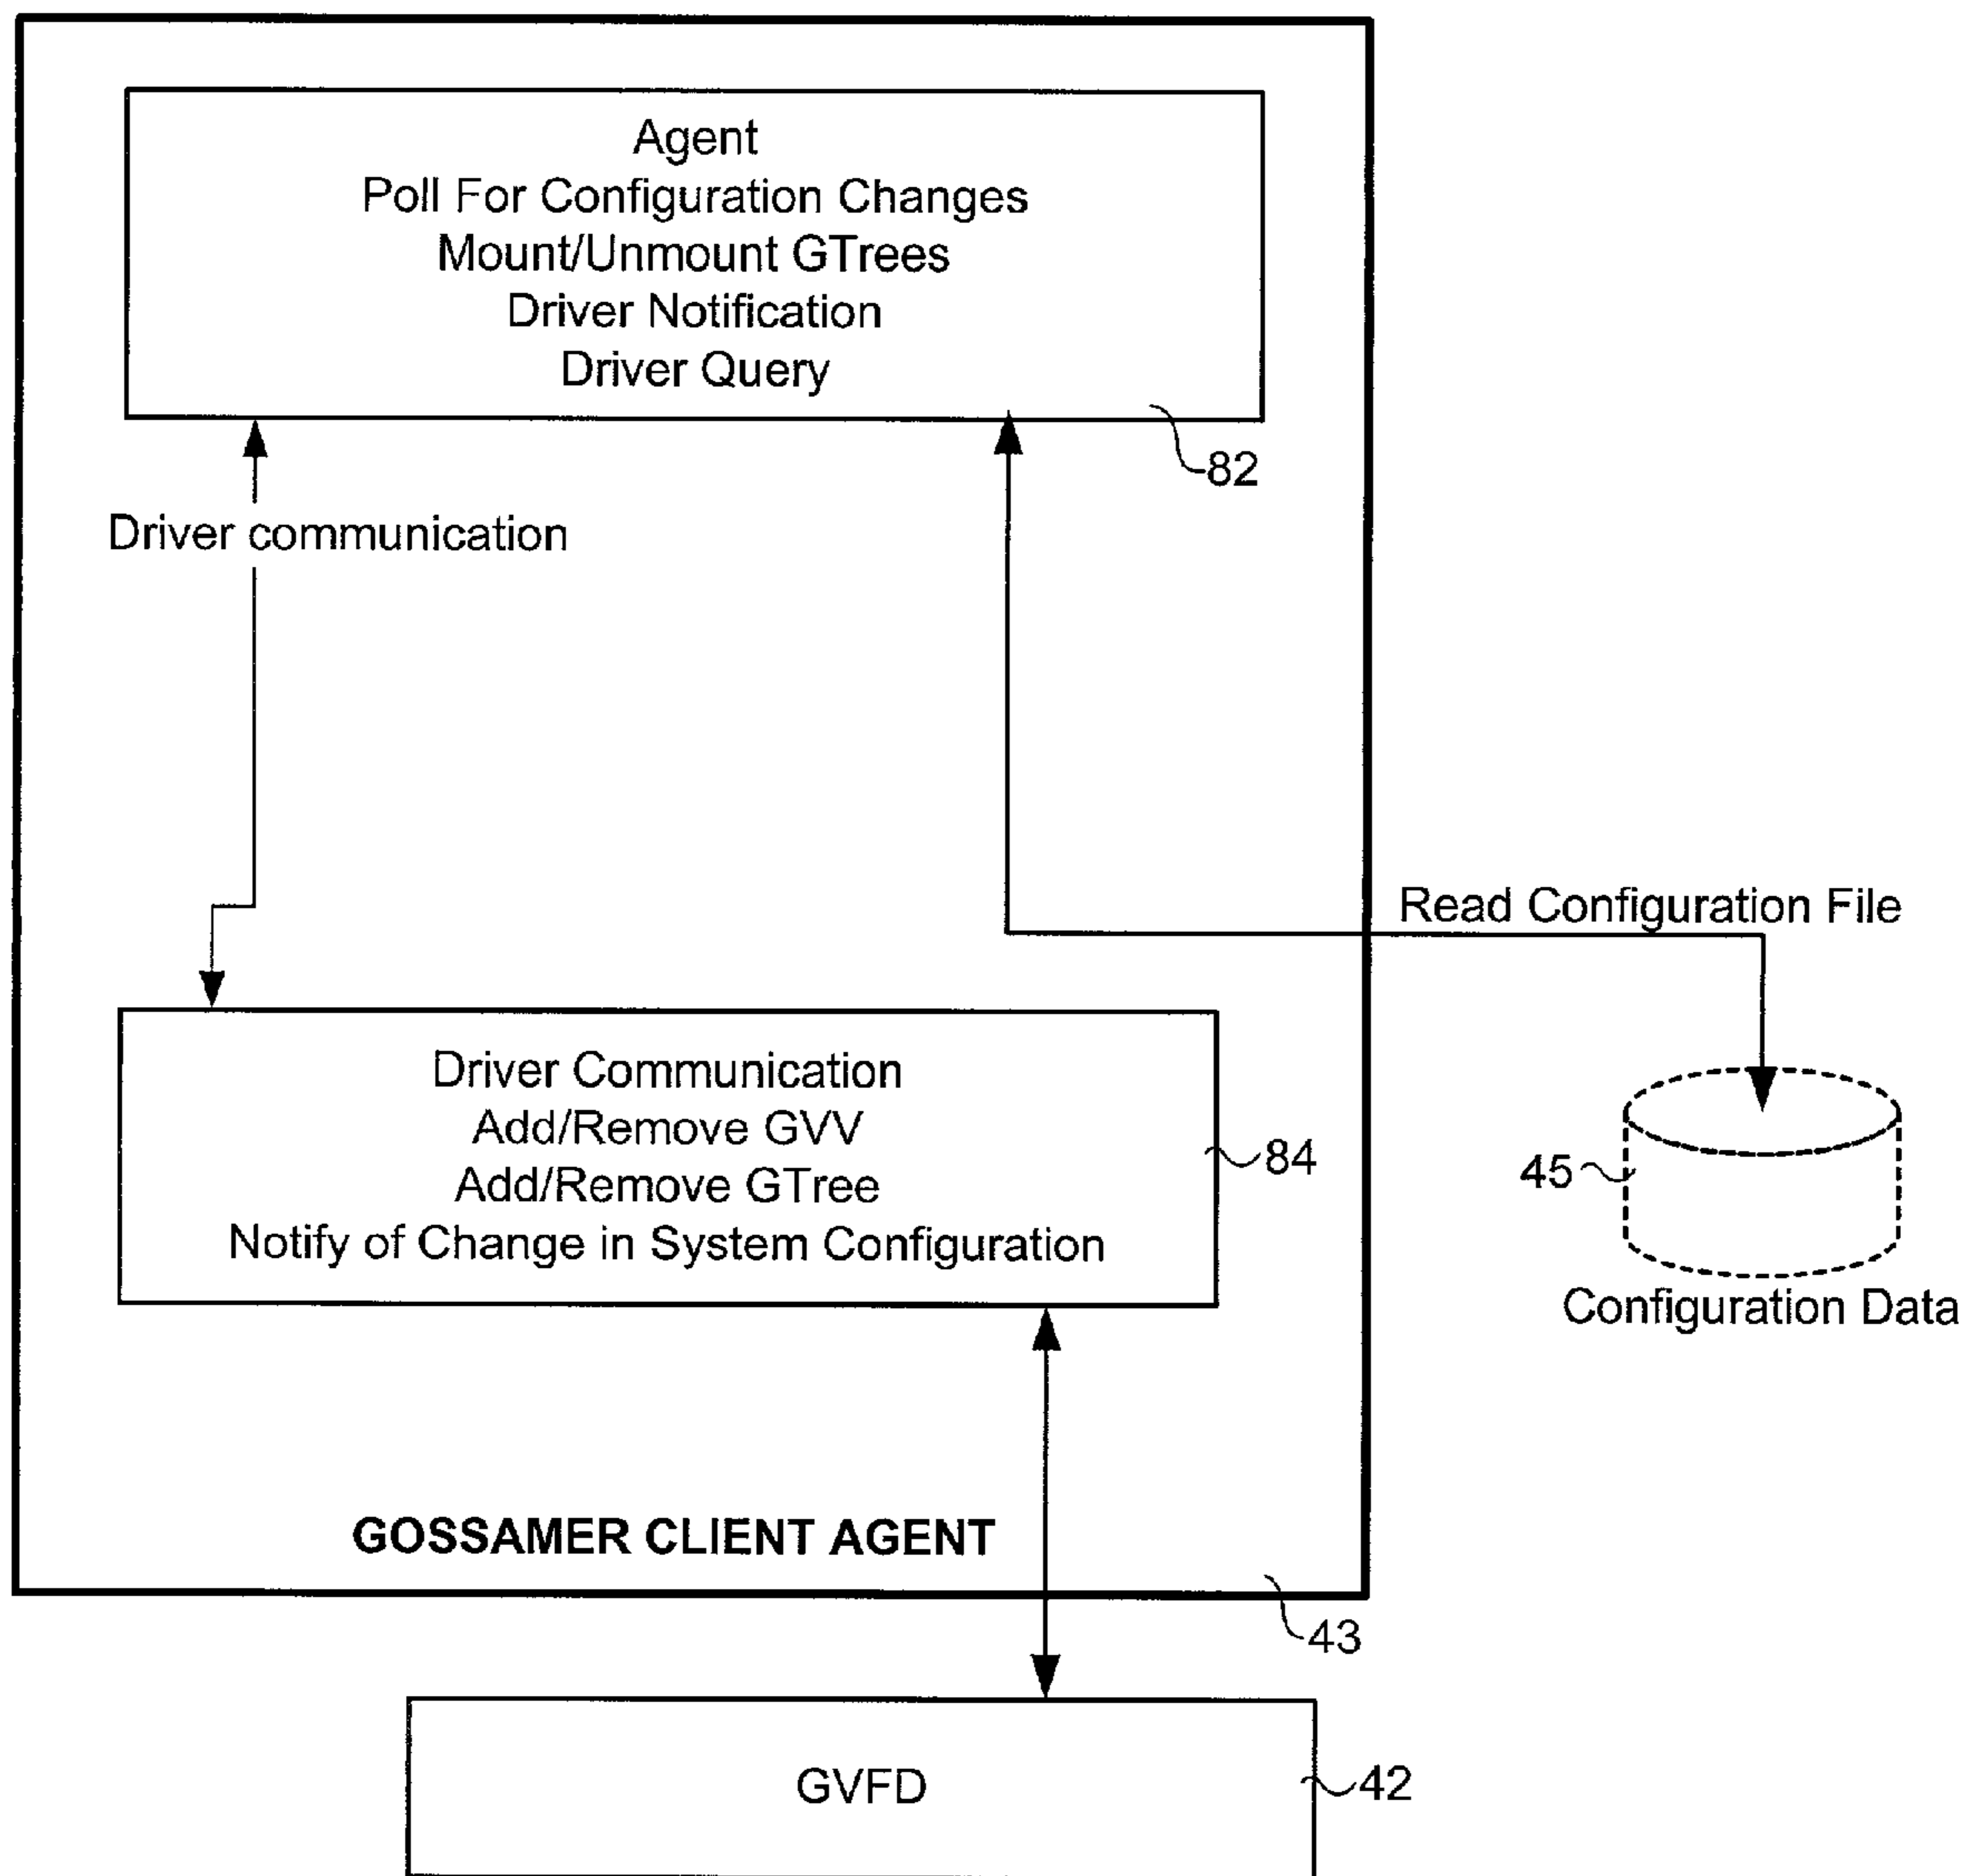 Agent
Poll For Configuration Changes
Mount/Unmount GTrees
Driver Notification
Driver Query
82
Driver communication
Read Configuration File
Driver Communication
Add/Remove GVV
Add/Remove GTree
Notify of Change in System Configuration
84
45
Configuration Data
GOSSAMER CLIENT AGENT
43
GVFD
42